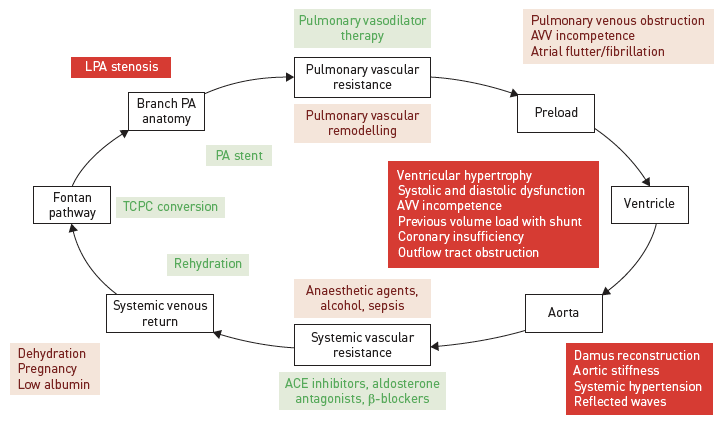 Pulmonary vasodilator
therapy
Pulmonary venous obstruction
AVV incompetence
Atrial flutter/fibrillation
LPA stenosis
Pulmonary vascular
resistance
Branch PA
anatomy
Preload
Pulmonary vascular
remodelling
PA stent
Ventricular hypertrophy
Systolic and diastolic dysfunction
AVV incompetence
Previous volume load with shunt
Coronary insufficiency
Outflow tract obstruction
Fontan
pathway
TCPC conversion
Ventricle
Rehydration
Anaesthetic agents,
alcohol, sepsis
Systemic venous
return
Aorta
Systemic vascular
resistance
Dehydration
Pregnancy
Low albumin
Damus reconstruction
Aortic stiffness
Systemic hypertension
Reflected waves
ACE inhibitors, aldosterone
antagonists, β-blockers